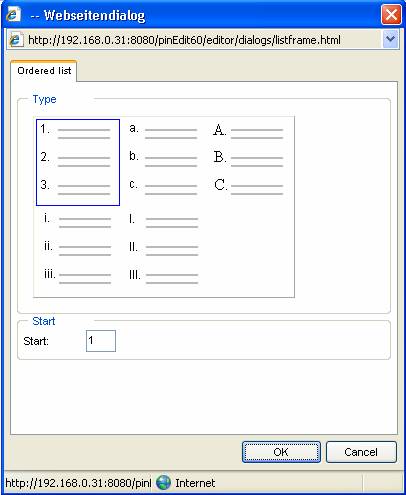 -- Webseitendialog
http://192.168.0.31:8080/pinEdit60/editor/dialogs/listframe.html
Ordered list
Type
1. a. A.
2. b. B.
3. c. C.
i. I.
ii. II.
iii. III.
Start
Start: 1
OK Cancel
http://192.168.0.31:8080/pinl Internet